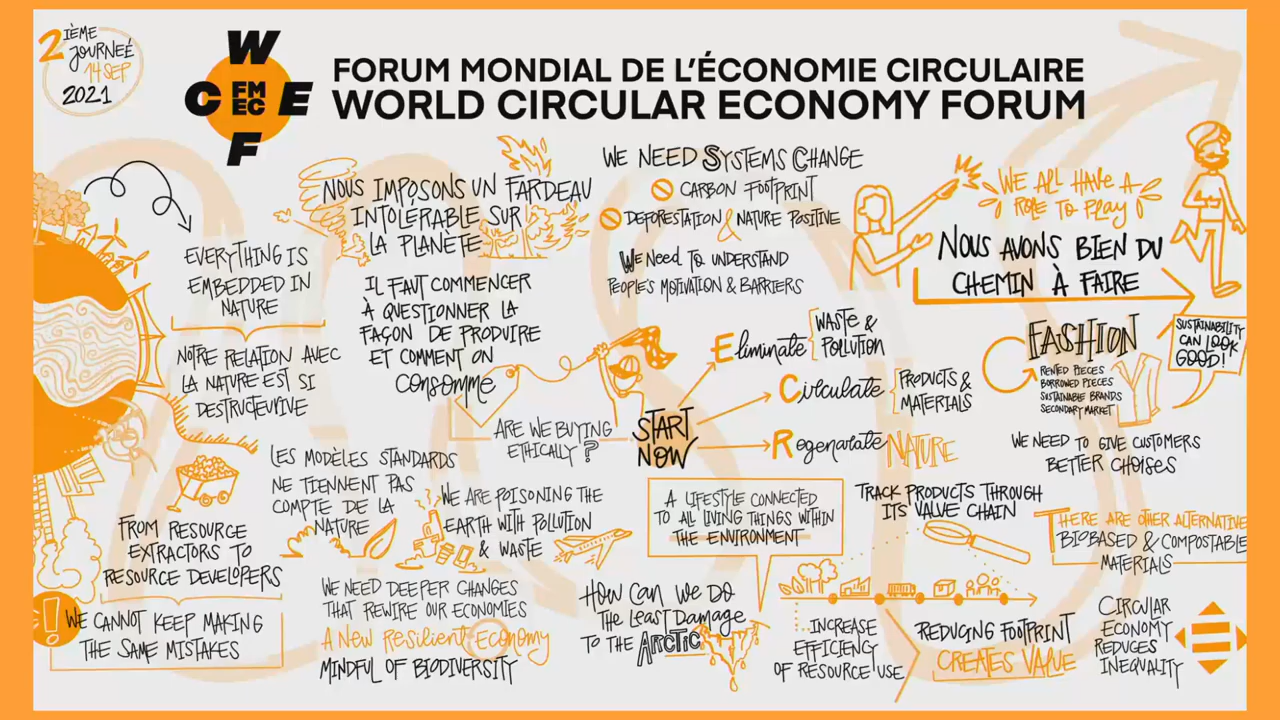 2IÈME
JOURNEÉ
14 SEP
2021
W
C FM E
EC
F
FORUM MONDIAL DE L'ÉCONOMIE CIRCULAIRE
WORLD CIRCULAR ECONOMY FORUM
EVERYTHING IS
EMBEDDED IN
NATURE
NOTRE RELATION AVEC
LA NATURE EST SI
DESTRUCTEURIVE
FROM RESOURCE
EXTRACTORS TO
RESOURCE DEVELOPERS
!
WE CANNOT KEEP MAKING
THE SAME MISTAKES
NOUS IMPOSONS UN FARDEAU
INTOLÉRABLE SUR
LA PLANÈTE
IL FAUT COMMENCER
À QUESTIONNER LA
FAÇON DE PRODUIRE
ET COMMENT ON
CONSOMME
ARE WE BUYING
ETHICALLY?
LES MODÈLES STANDARDS
NE TIENNENT PAS
COMPTE DE LA
NATURE
WE ARE POISONING THE
EARTH WITH POLLUTION
& WASTE
WE NEED DEEPER CHANGES
THAT REWIRE OUR ECONOMIES
A New Resilient Economy
MINDFUL OF BIODIVERSITY
WE NEED SYSTEMS CHANGE
CARBON FOOTPRINT
DEFORESTATION & NATURE POSITIVE
WE NEED TO UNDERSTAND
PEOPLE'S MOTIVATION & BARRIERS
START
NOW
Eliminate
WASTE &
POLLUTION
Circulate
PRODUCTS &
MATERIALS
Regenarate NATURE
A LIFESTYLE CONNECTED
TO ALL LIVING THINGS WITHIN
THE ENVIRONMENT
How Can We Do
The Least Damage
TO THE ARCTIC
WE ALL HAVE A
ROLE TO PLAY
NOUS AVONS BIEN DU
CHEMIN À FAIRE
FASHION
RENTED PIECES
BORROWED PIECES
SUSTAINABLE BRANDS
SECONDARY MARKET
SUSTAINABILITY
CAN LOOK
GOOD!
WE NEED TO GIVE CUSTOMERS
BETTER CHOISES
TRACK PRODUCTS THROUGH
ITS VALUE CHAIN
THERE ARE OTHER ALTERNATIVE
BIOBASED & COMPOSTABLE
MATERIALS
INCREASE
EFFICIENCY
OF RESOURCE USE
REDUCING FOOTPRINT
CREATES VALUE
CIRCULAR
ECONOMY
REDUCES
INEQUALITY